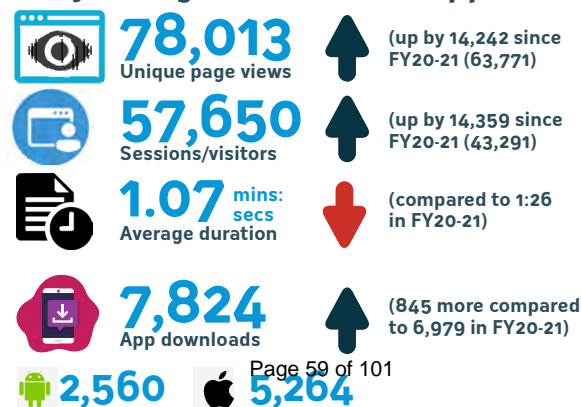 78,013
Unique page views
(up by 14,242 since
FY20-21 (63,771)
57,650
Sessions/visitors
(up by 14,359 since
FY20-21 (43,291)
1.07 mins:
secs
Average duration
(compared to 1:26
in FY20-21)
7,824
App downloads
(845 more compared
to 6,979 in FY20-21)
Page 59 of 101
2,560
5,264